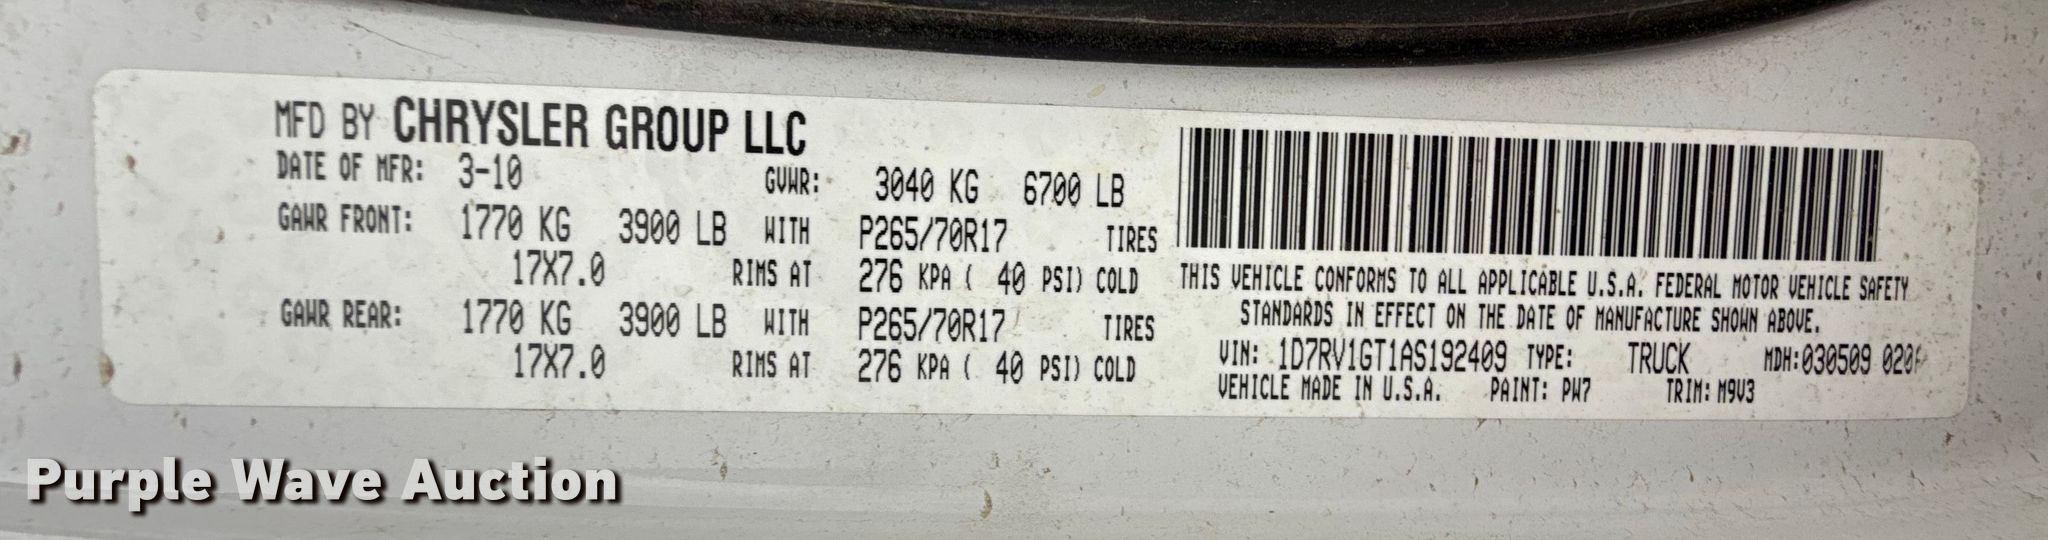 MFD BY CHRYSLER GROUP LLC
DATE OF MFR: 3-10 GVWR: 3040 KG 6700 LB
GAWR FRONT: 1770 KG 3900 LB WITH P265/70R17 TIRES
17X7.0 RIMS AT 276 KPA ( 40 PSI) COLD
GAWR REAR: 1770 KG 3900 LB WITH P265/70R17 TIRES
17X7.0 RIMS AT 276 KPA ( 40 PSI) COLD
THIS VEHICLE CONFORMS TO ALL APPLICABLE U.S.A. FEDERAL MOTOR VEHICLE SAFETY
STANDARDS IN EFFECT ON THE DATE OF MANUFACTURE SHOWN ABOVE.
VIN: 1D7RV1GT1AS192409 TYPE: TRUCK MDH:030509
VEHICLE MADE IN U.S.A. PAINT: PW7 TRIM: M9V3
Purple Wave Auction